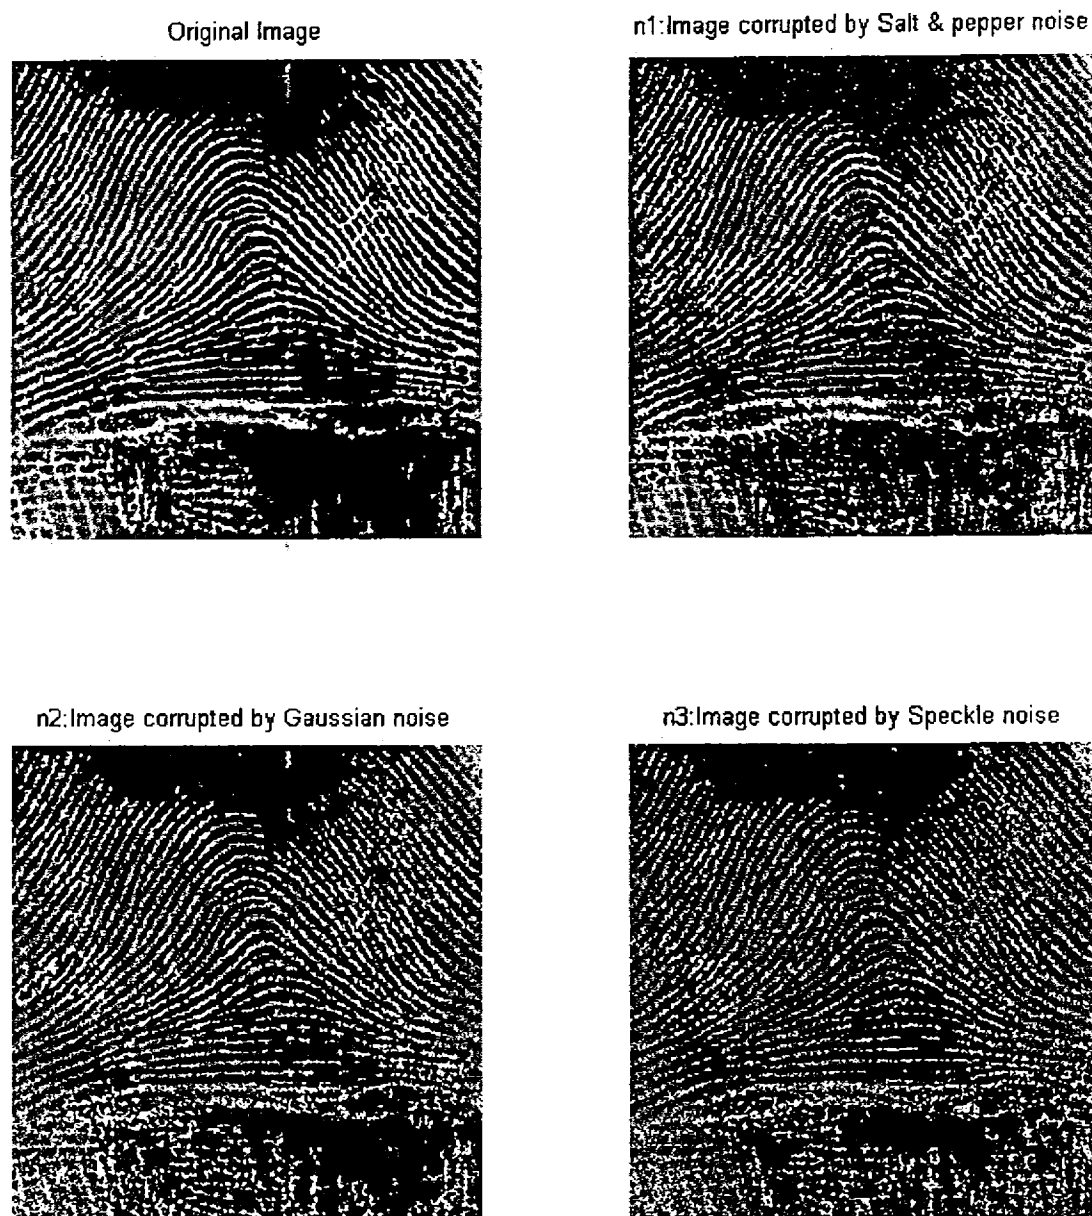 Original Image
n1:Image corrupted by Salt & pepper noise
n2:Image corrupted by Gaussian noise
n3:Image corrupted by Speckle noise